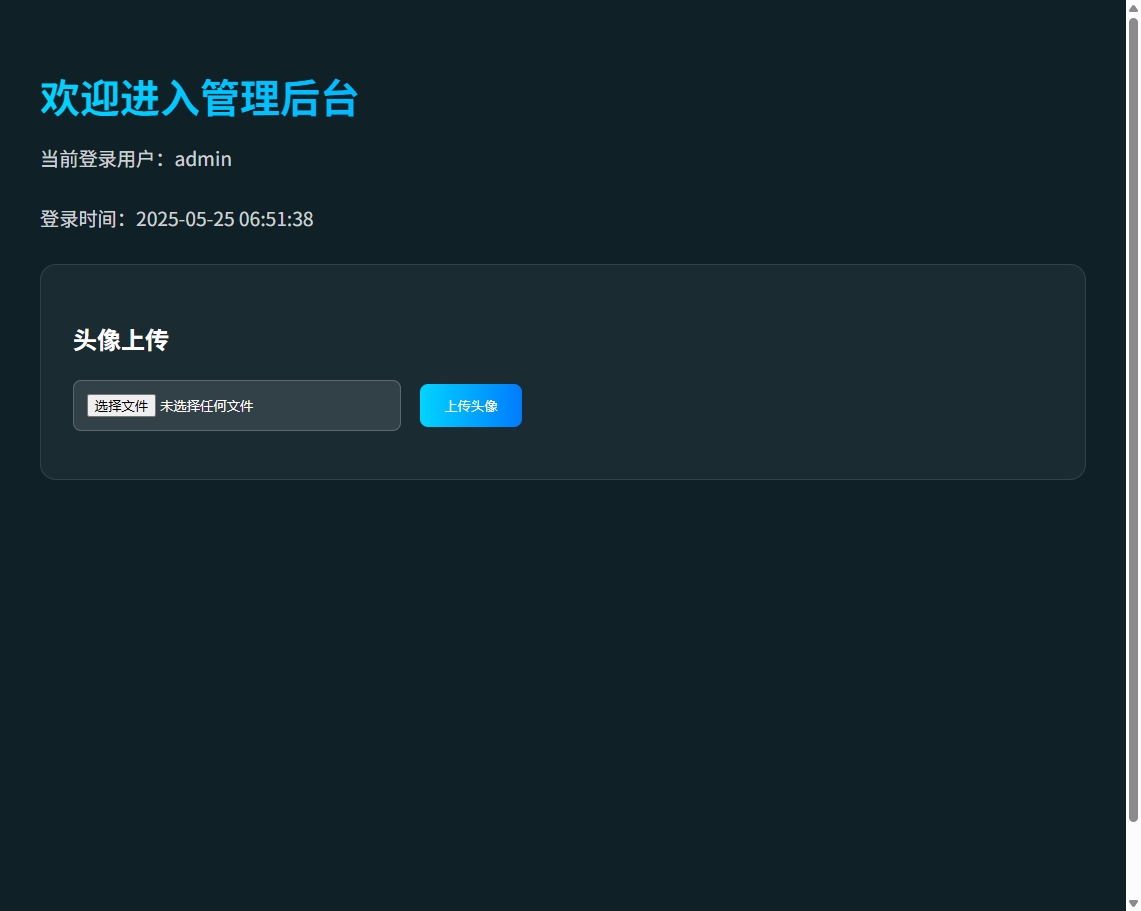 欢迎进入管理后台
当前登录用户：admin
登录时间：2025-05-25 06:51:38
头像上传
选择文件 未选择任何文件 上传头像